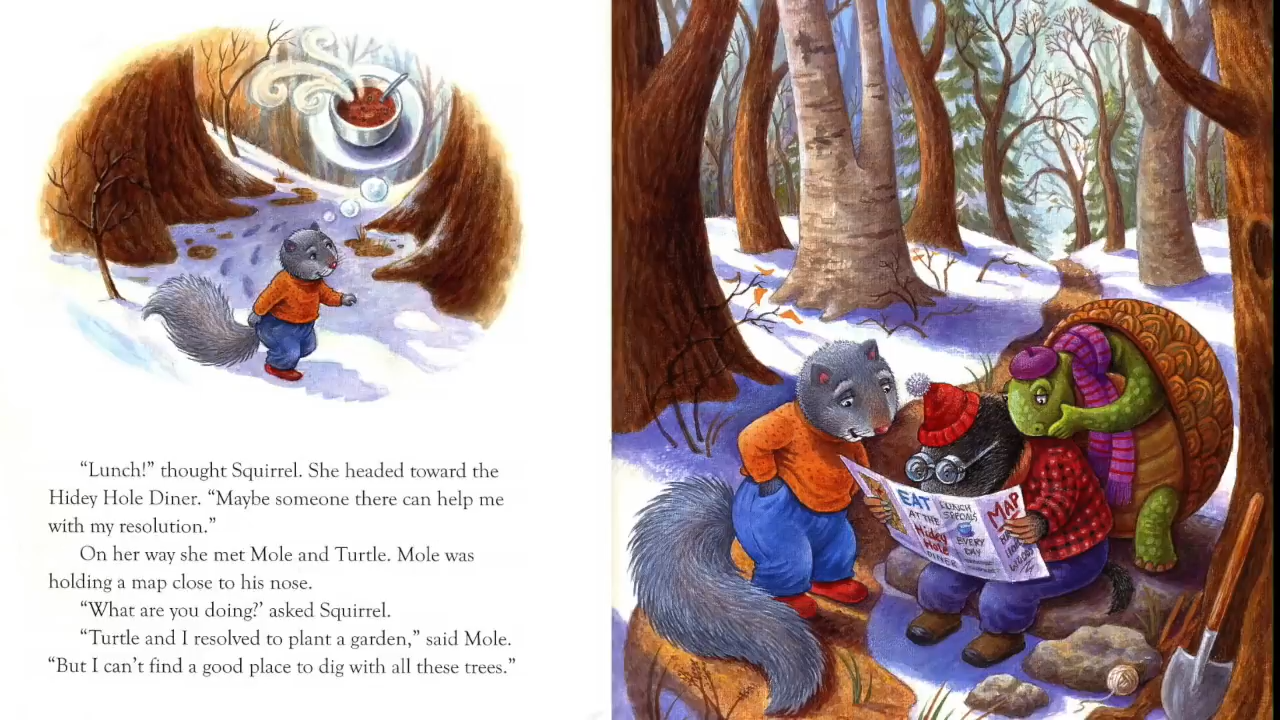 “Lunch!” thought Squirrel. She headed toward the
Hidey Hole Diner. “Maybe someone there can help me
with my resolution.”
On her way she met Mole and Turtle. Mole was
holding a map close to his nose.
“What are you doing?’ asked Squirrel.
“Turtle and I resolved to plant a garden,” said Mole.
“But I can’t find a good place to dig with all these trees.”
EAT
AT THE
Hidey
Hole
DINER
LUNCH
SPECIALS
EVERY
DAY
MAP